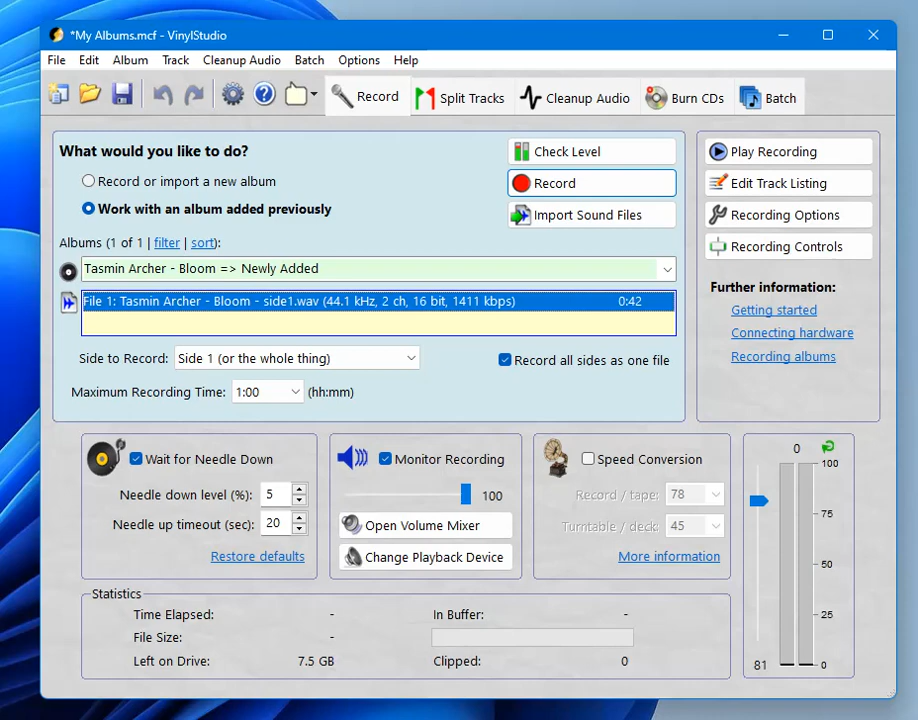 *My Albums.mcf - VinylStudio
File Edit Album Track Cleanup Audio Batch Options Help
Record Split Tracks Cleanup Audio Burn CDs Batch
What would you like to do?
Record or import a new album
Work with an album added previously
Albums (1 of 1 | filter | sort):
Tasmin Archer - Bloom => Newly Added
File 1: Tasmin Archer - Bloom - side1.wav (44.1 kHz, 2 ch, 16 bit, 1411 kbps) 0:42
Side to Record: Side 1 (or the whole thing)
Record all sides as one file
Maximum Recording Time: 1:00 (hh:mm)
Check Level
Record
Import Sound Files
Play Recording
Edit Track Listing
Recording Options
Recording Controls
Further information:
Getting started
Connecting hardware
Recording albums
Wait for Needle Down
Needle down level (%): 5
Needle up timeout (sec): 20
Restore defaults
Monitor Recording
100
Open Volume Mixer
Change Playback Device
Speed Conversion
Record / tape: 78
Turntable / deck: 45
More information
0
100
75
50
25
0
81
Statistics
Time Elapsed: - In Buffer: -
File Size: -
Left on Drive: 7.5 GB Clipped: 0